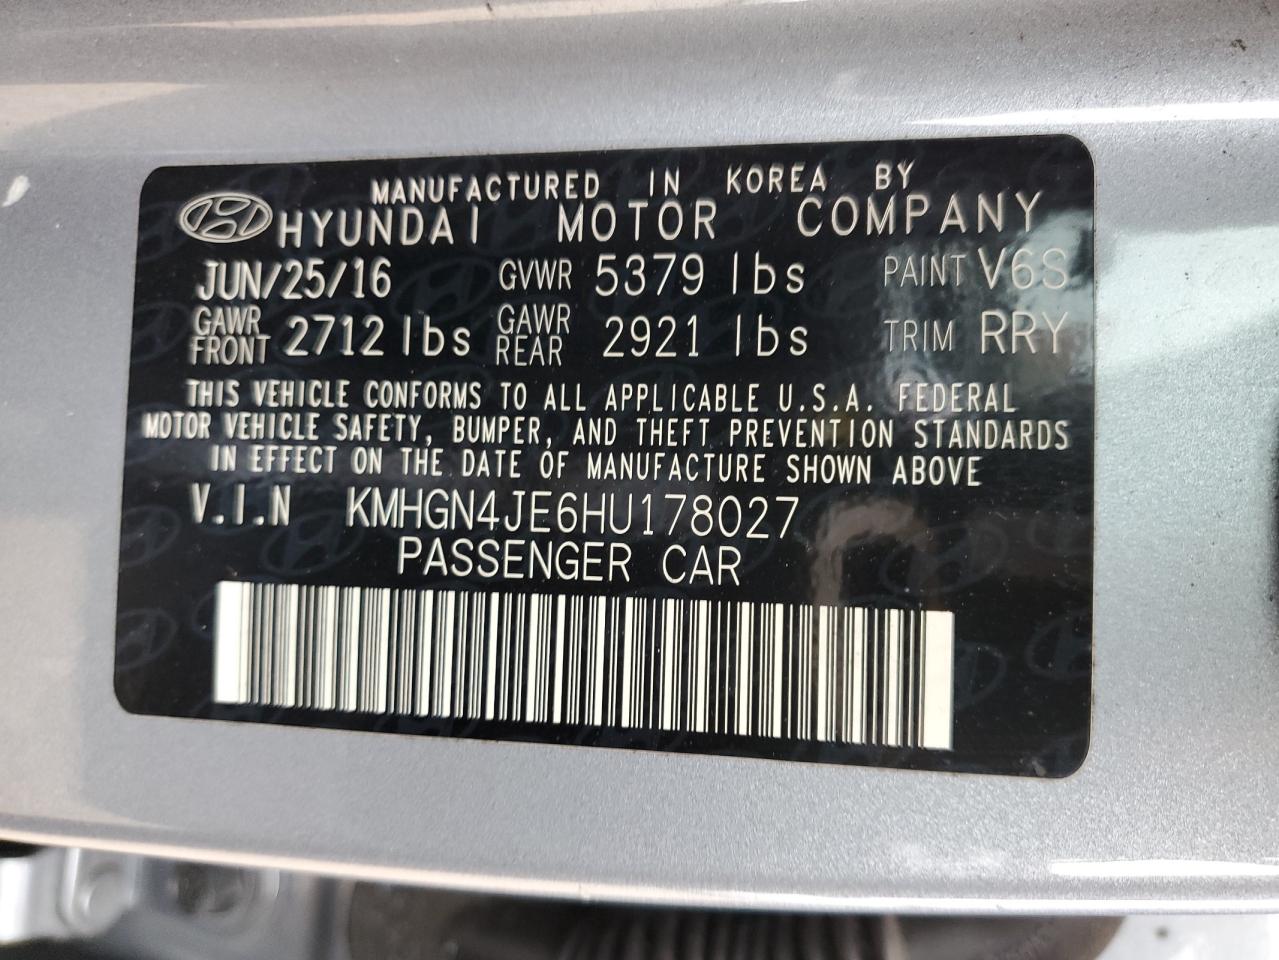 MANUFACTURED IN KOREA BY
HYUNDAI MOTOR COMPANY
JUN/25/16 GVWR 5379 lbs PAINT V6S
GAWR FRONT 2712 lbs GAWR REAR 2921 lbs TRIM RRY
THIS VEHICLE CONFORMS TO ALL APPLICABLE U.S.A. FEDERAL
MOTOR VEHICLE SAFETY, BUMPER, AND THEFT PREVENTION STANDARDS
IN EFFECT ON THE DATE OF MANUFACTURE SHOWN ABOVE
V.I.N KMHGN4JE6HU178027
PASSENGER CAR